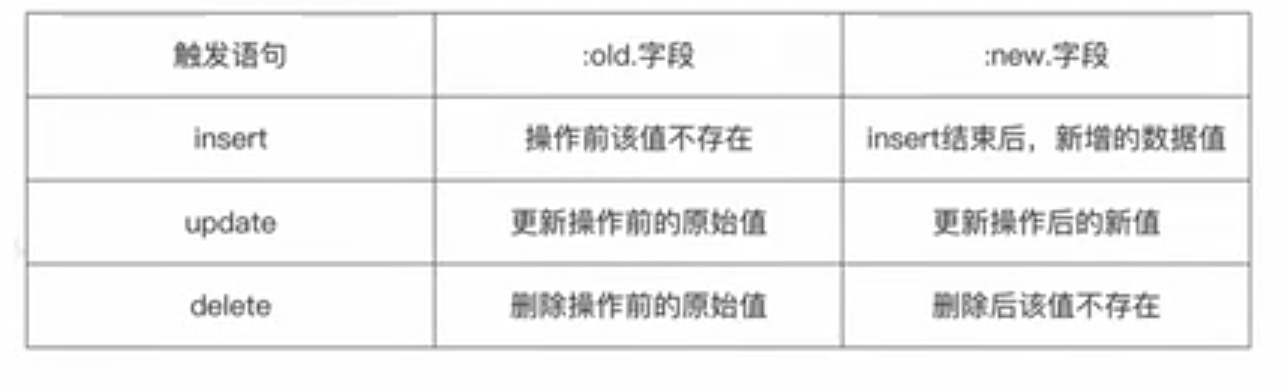 触发语句 :old.字段 :new.字段
insert 操作前该值不存在 insert结束后，新增的数据值
update 更新操作前的原始值 更新操作后的新值
delete 删除操作前的原始值 删除后该值不存在